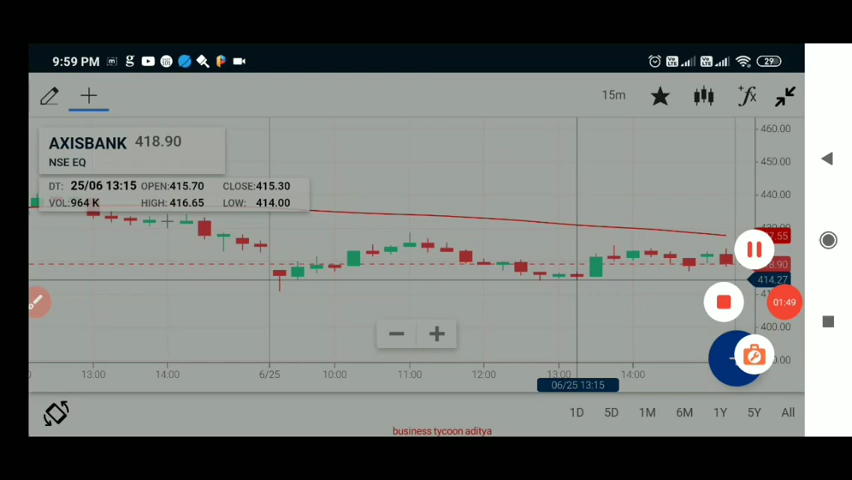 9:59 PM 29
15m
AXISBANK 418.90
NSE EQ
DT: 25/06 13:15 OPEN:415.70 CLOSE:415.30
VOL:964 K HIGH: 416.65 LOW: 414.00
460.00
450.00
440.00
414.27
01:49
400.00
13:00 14:00 6/25 10:00 11:00 12:00 13:00 14:00
06/25 13:15
1D 5D 1M 6M 1Y 5Y All
business tycoon aditya